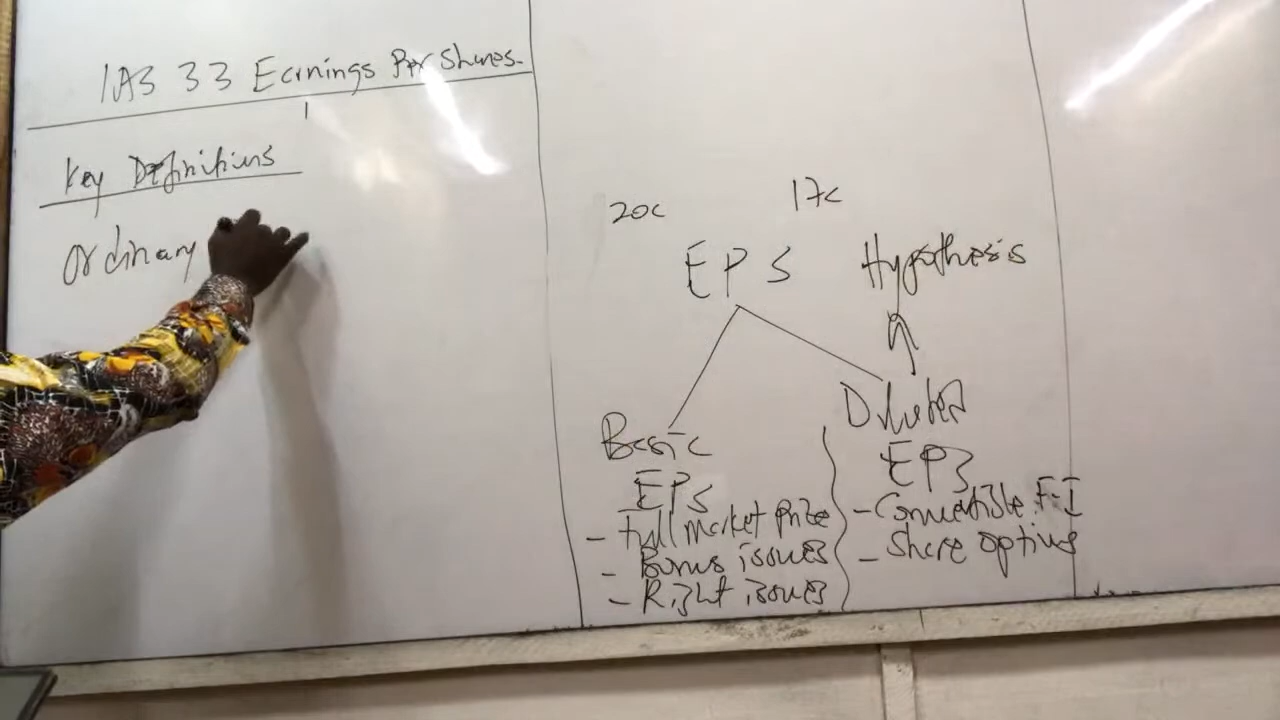 IAS 33 Earnings Per Shares.
Key Definitions
Ordinary
20c
17c
EPS
Hypothesis
Basic
EPS
- Full market Price
- Bonus issues
- Right issues
Diluted
EPS
- Convertible F-I
- Share options